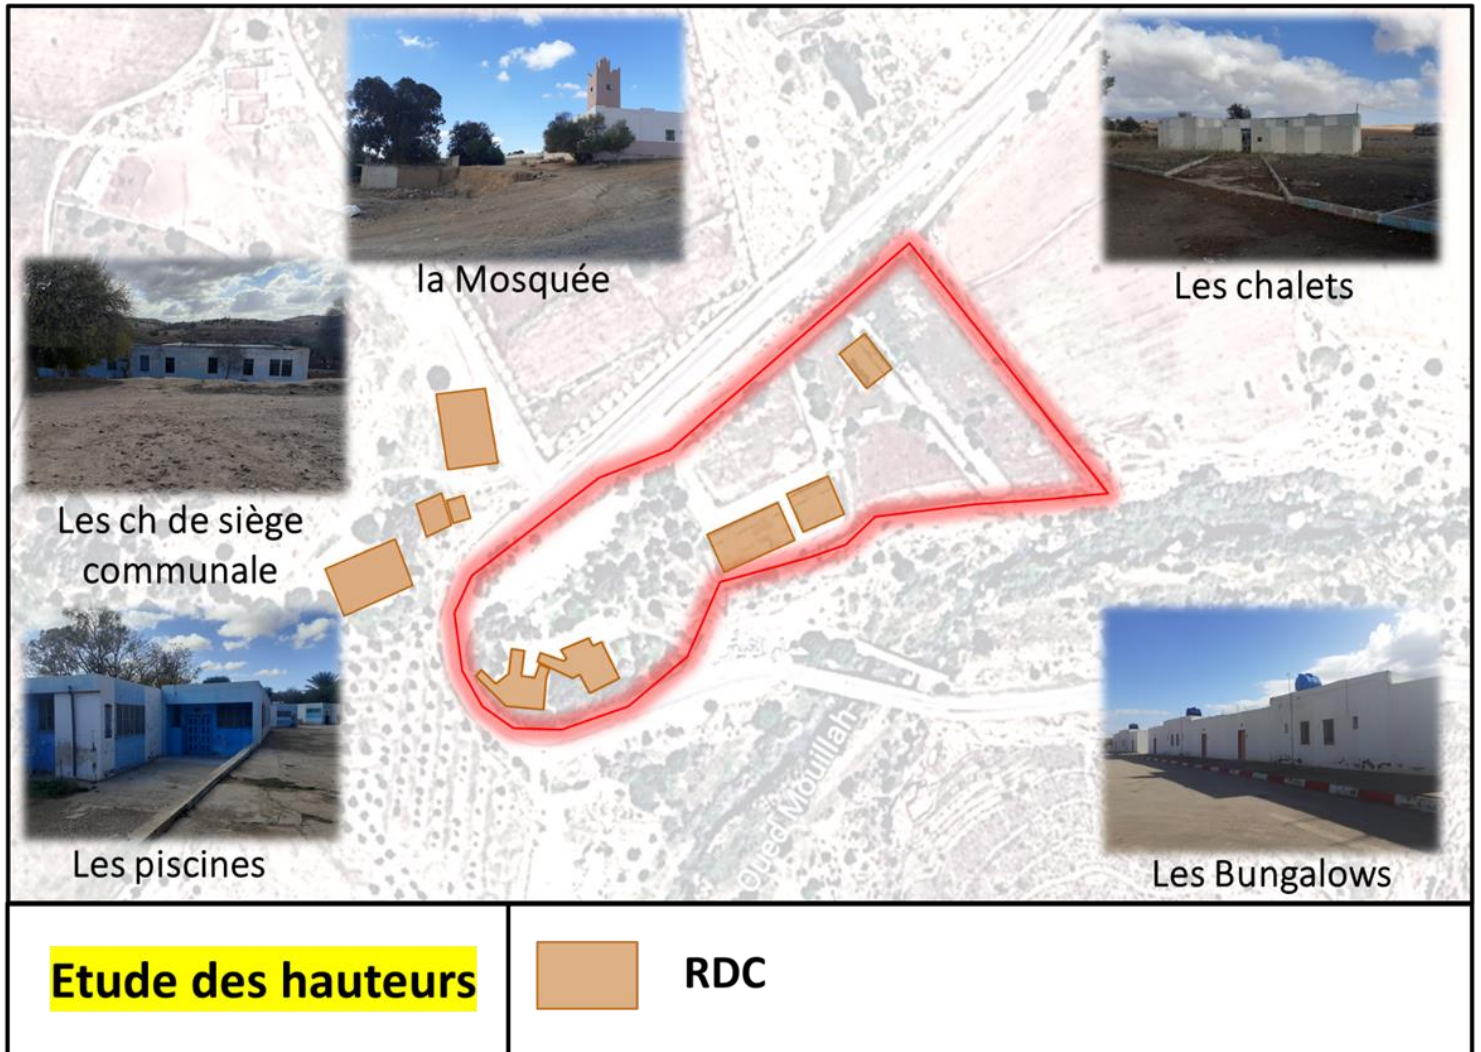 la Mosquée
Les chalets
Les ch de siège
communale
Oued Mouillah
Les piscines
Les Bungalows
Etude des hauteurs
RDC